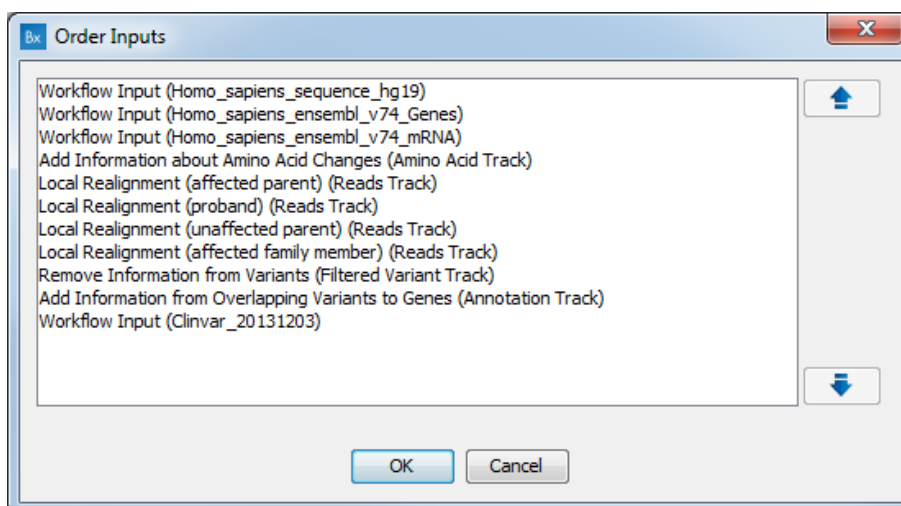 Bx Order Inputs
Workflow Input (Homo_sapiens_sequence_hg19)
Workflow Input (Homo_sapiens_ensembl_v74_Genes)
Workflow Input (Homo_sapiens_ensembl_v74_mRNA)
Add Information about Amino Acid Changes (Amino Acid Track)
Local Realignment (affected parent) (Reads Track)
Local Realignment (proband) (Reads Track)
Local Realignment (unaffected parent) (Reads Track)
Local Realignment (affected family member) (Reads Track)
Remove Information from Variants (Filtered Variant Track)
Add Information from Overlapping Variants to Genes (Annotation Track)
Workflow Input (Clinvar_20131203)
OK Cancel